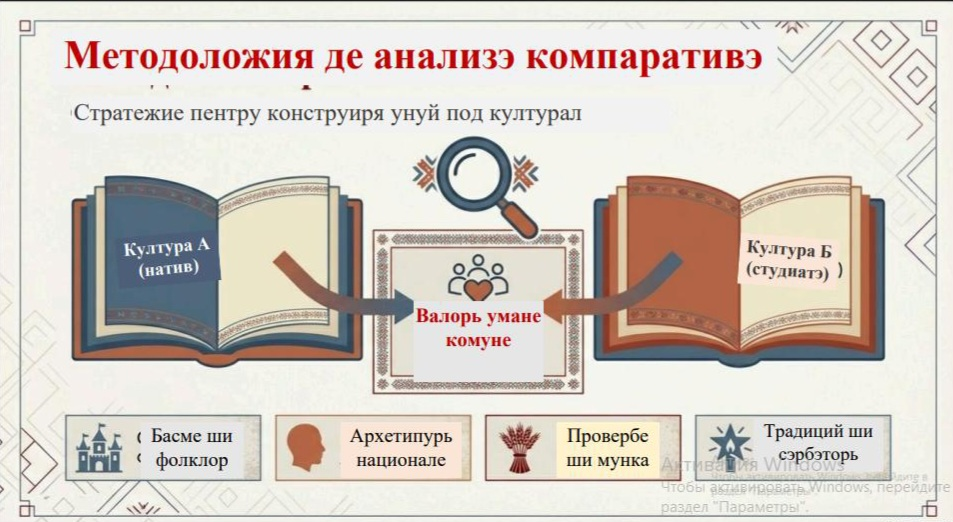 Методоложия де анализэ компаративэ
Стратежие пентру конструиря унуй под културал
Култура А
(натив)
Култура Б
(студиатэ)
Валорь умане
комуне
Басме ши
фолклор
Архетипурь
национале
Провербе
ши мунка
Традиций ши
сэрбэторь
Активация Windows
Чтобы активировать Windows, перейдите
раздел "Параметры".